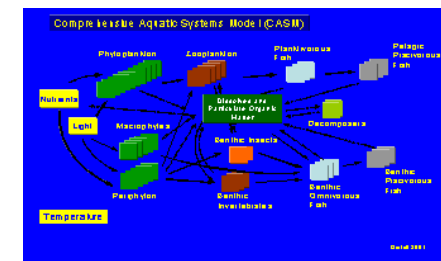 Comprehensive Aquatic Systems Model (CASM)
Phytoplankton
Zooplankton
Planktivorous
Fish
Pelagic
Piscivorous
Fish
Nutrients
Light
Dissolved and
Particulate Organic
Matter
Decomposers
Macrophytes
Benthic Insects
Periphyton
Benthic
Invertebrates
Benthic
Omnivorous
Fish
Benthic
Piscivorous
Fish
Temperature